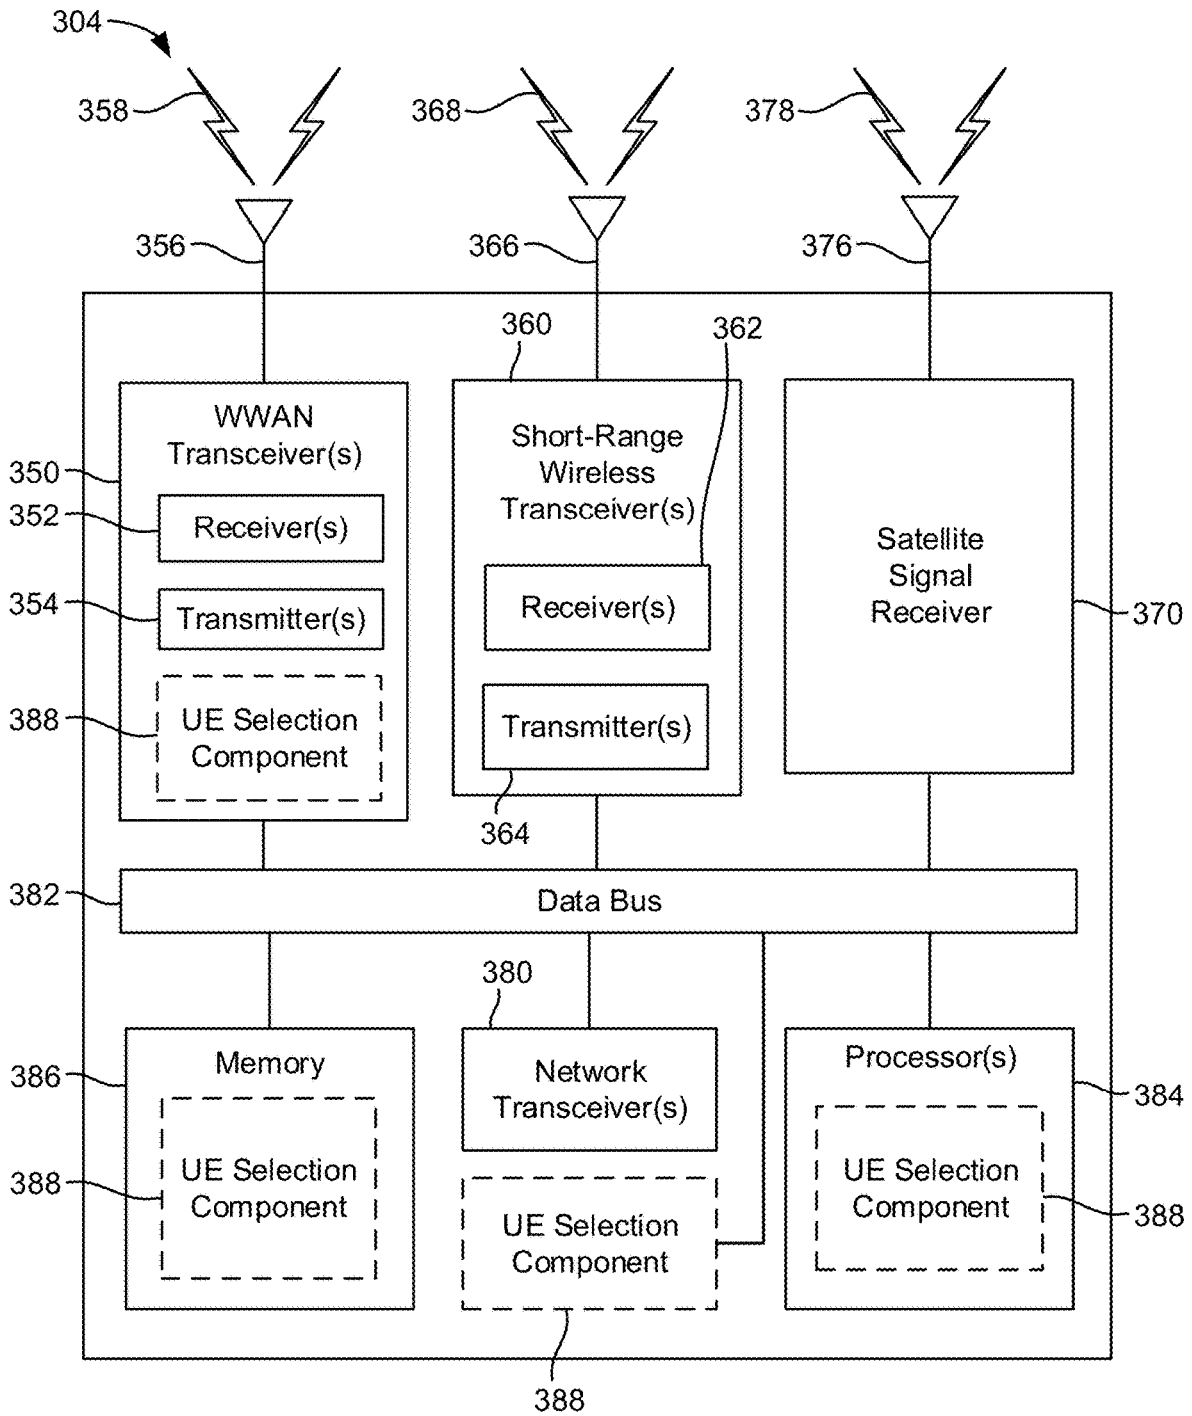 304
358
368
378
356
366
376
360
362
WWAN
Transceiver(s)
350
Receiver(s)
352
Transmitter(s)
354
UE Selection
Component
388
Short-Range
Wireless
Transceiver(s)
Receiver(s)
Transmitter(s)
364
Satellite
Signal
Receiver
370
382
Data Bus
380
Memory
386
UE Selection
Component
388
Network
Transceiver(s)
UE Selection
Component
388
Processor(s)
384
UE Selection
Component
388